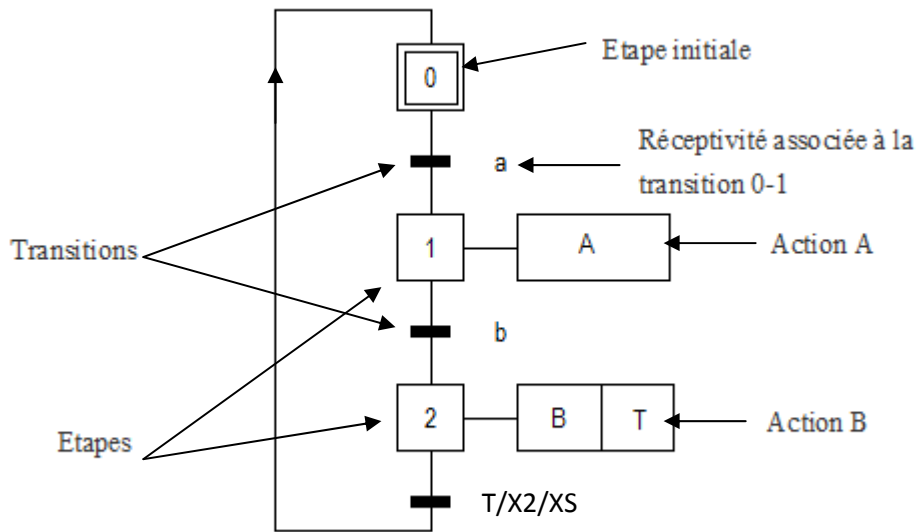 Etape initiale
0
a
Réceptivité associée à la
transition 0-1
Transitions
1
A
Action A
b
Etapes
2
B
T
Action B
T/X2/XS